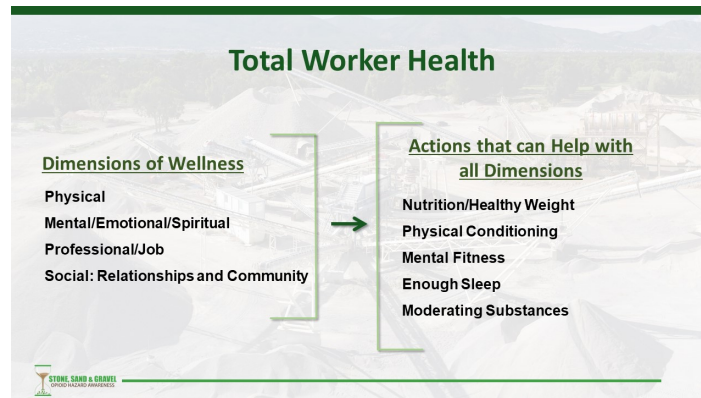 Total Worker Health
Dimensions of Wellness
Physical
Mental/Emotional/Spiritual
Professional/Job
Social: Relationships and Community
Actions that can Help with
all Dimensions
Nutrition/Healthy Weight
Physical Conditioning
Mental Fitness
Enough Sleep
Moderating Substances
STONE, SAND & GRAVEL
OPIOID HAZARD AWARENESS